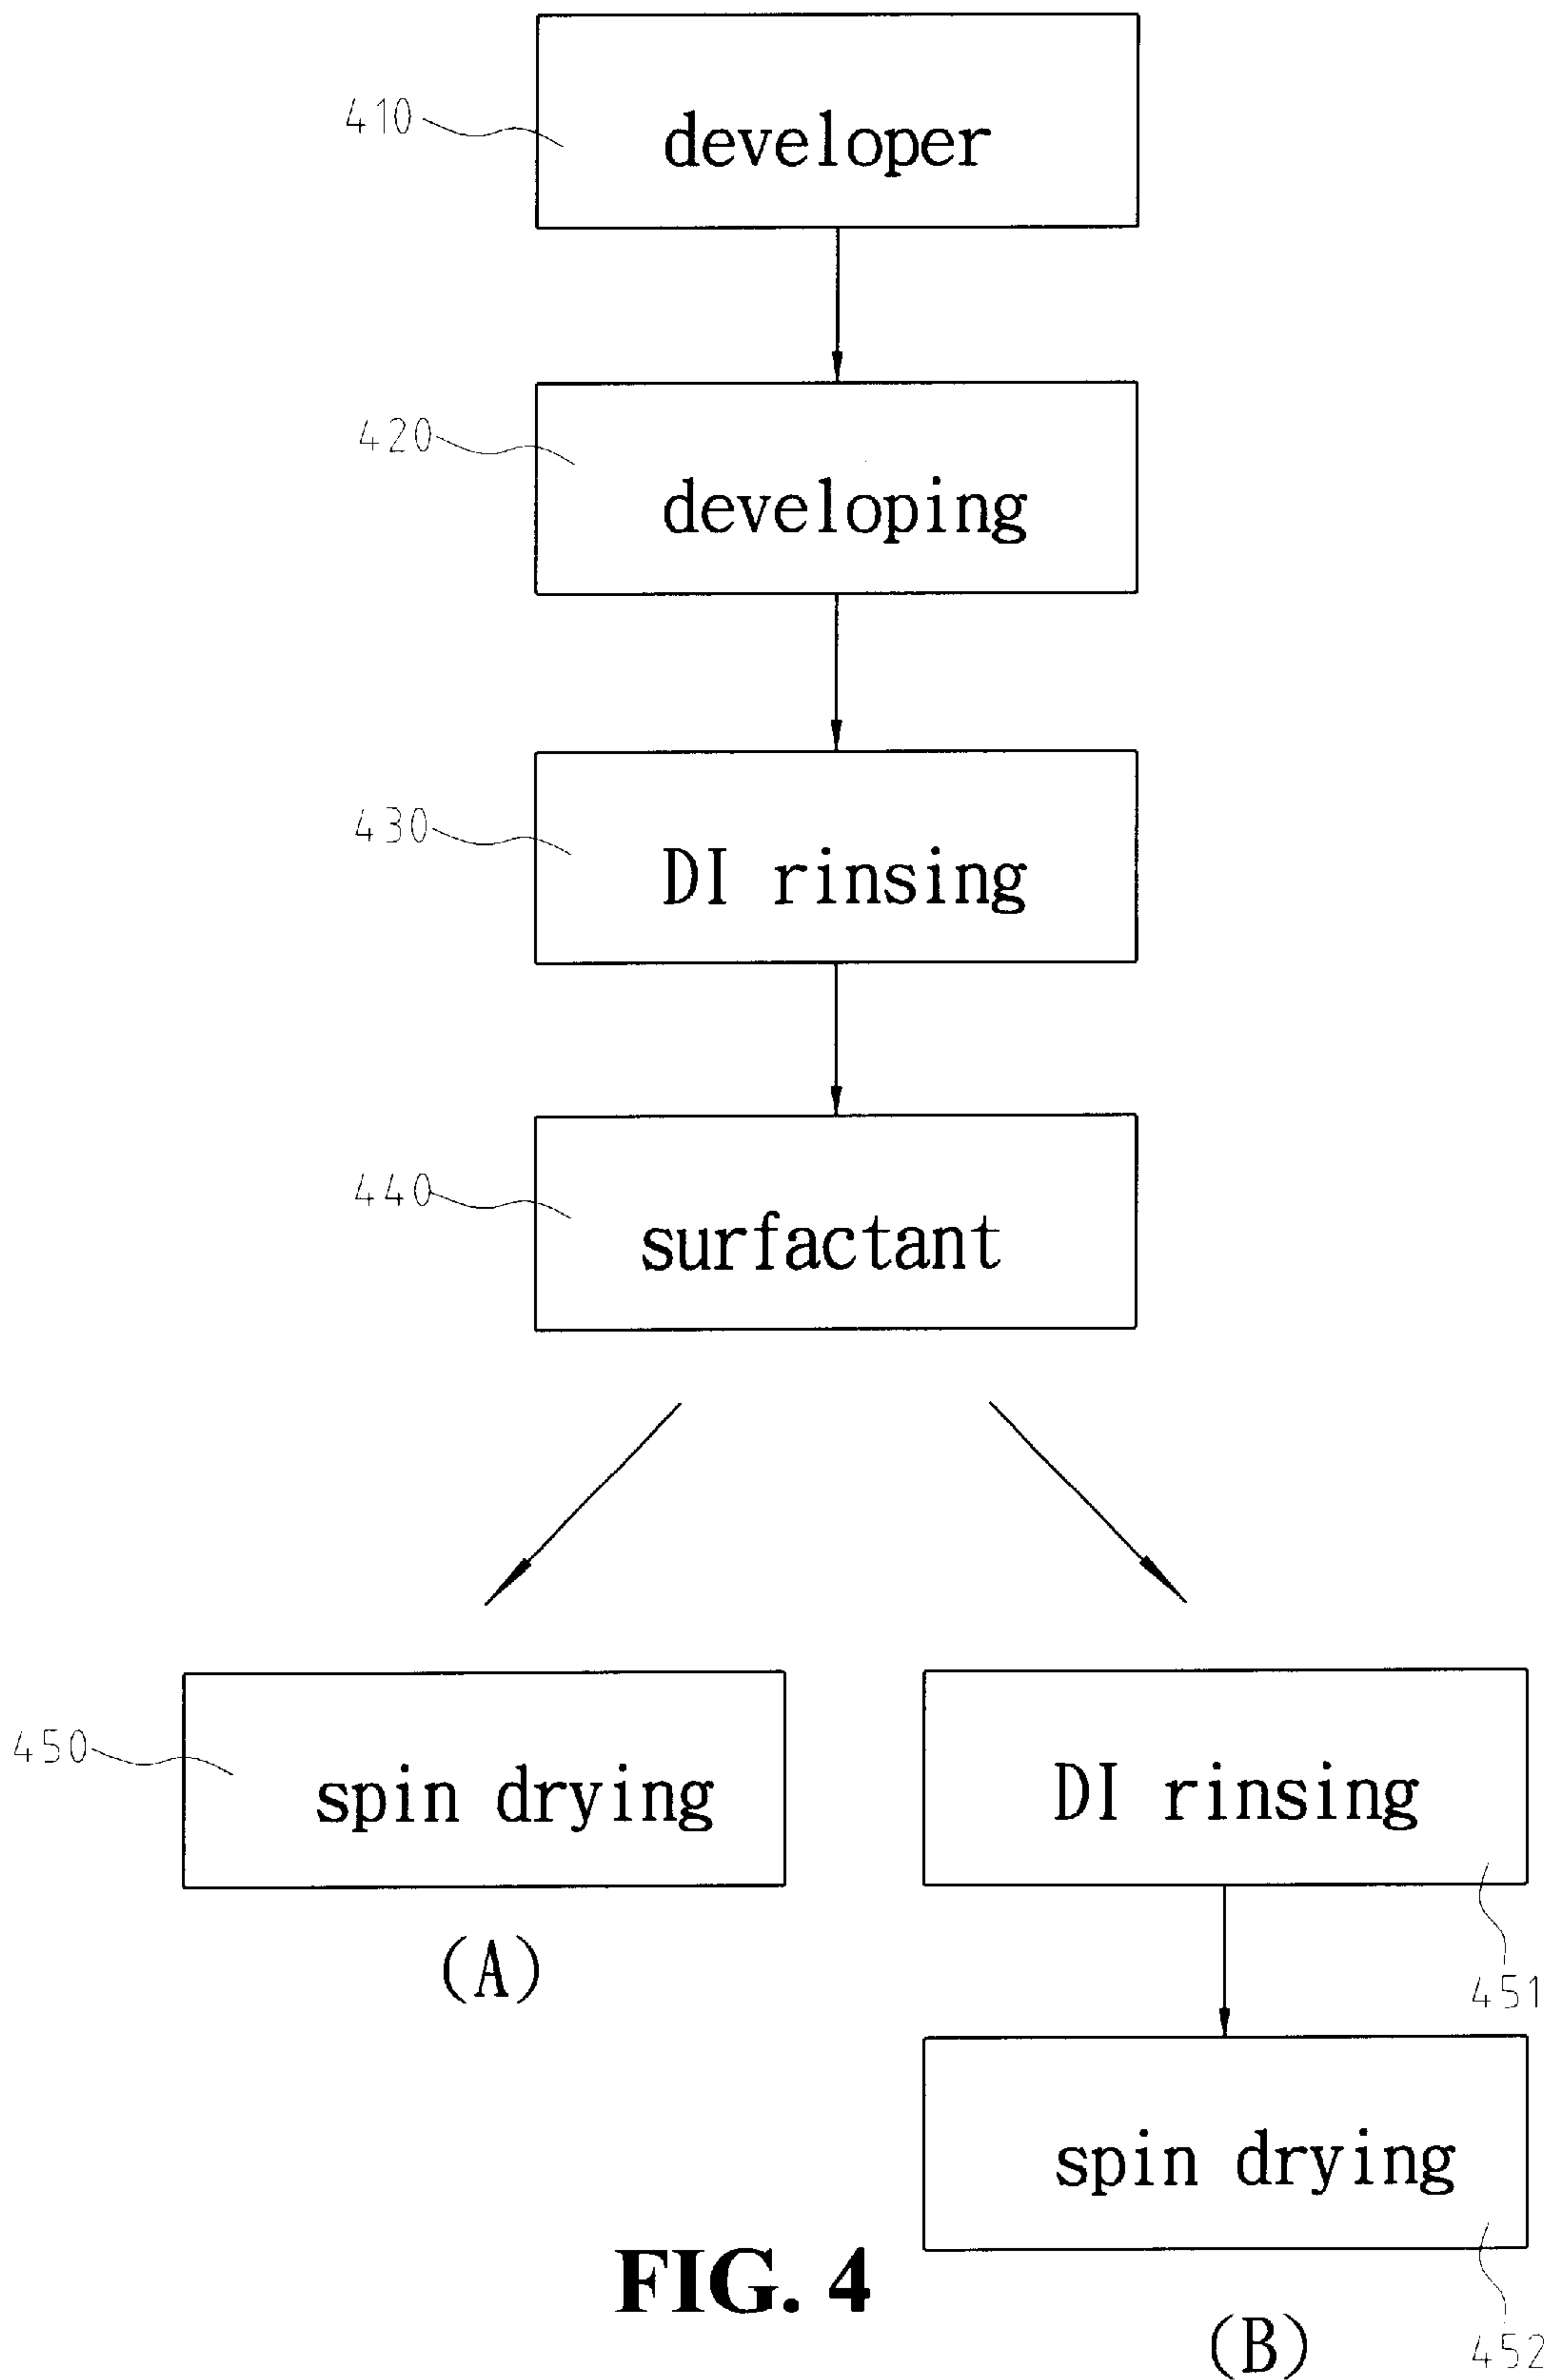 410
developer
420
developing
430
DI rinsing
440
surfactant
450
spin drying
DI rinsing
(A)
451
spin drying
FIG. 4
(B)
452